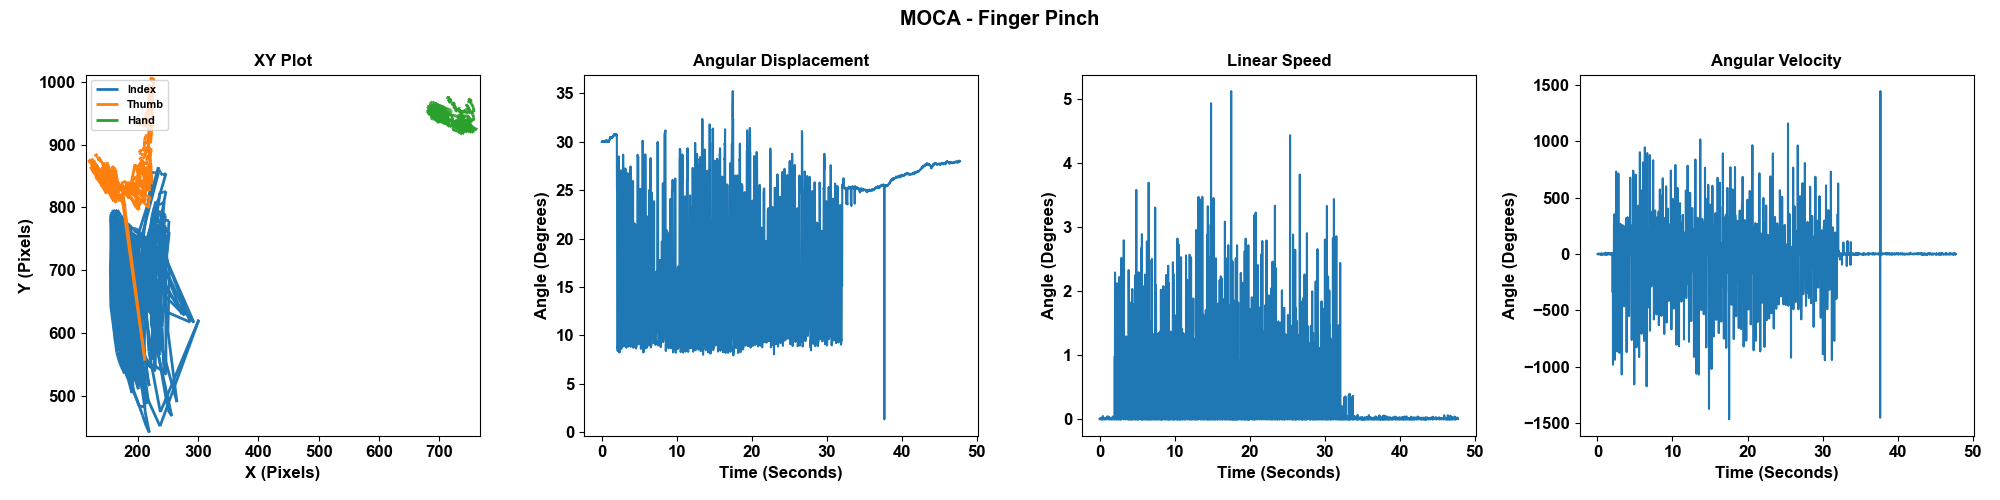 MOCA - Finger Pinch
XY Plot
Index
Thumb
Hand
1000
900
800
700
600
500
Y (Pixels)
200 300 400 500 600 700
X (Pixels)
Angular Displacement
35
30
25
20
15
10
5
0
Angle (Degrees)
0 10 20 30 40 50
Time (Seconds)
Linear Speed
5
4
3
2
1
0
Angle (Degrees)
0 10 20 30 40 50
Time (Seconds)
Angular Velocity
1500
1000
500
0
−500
−1000
−1500
Angle (Degrees)
0 10 20 30 40 50
Time (Seconds)